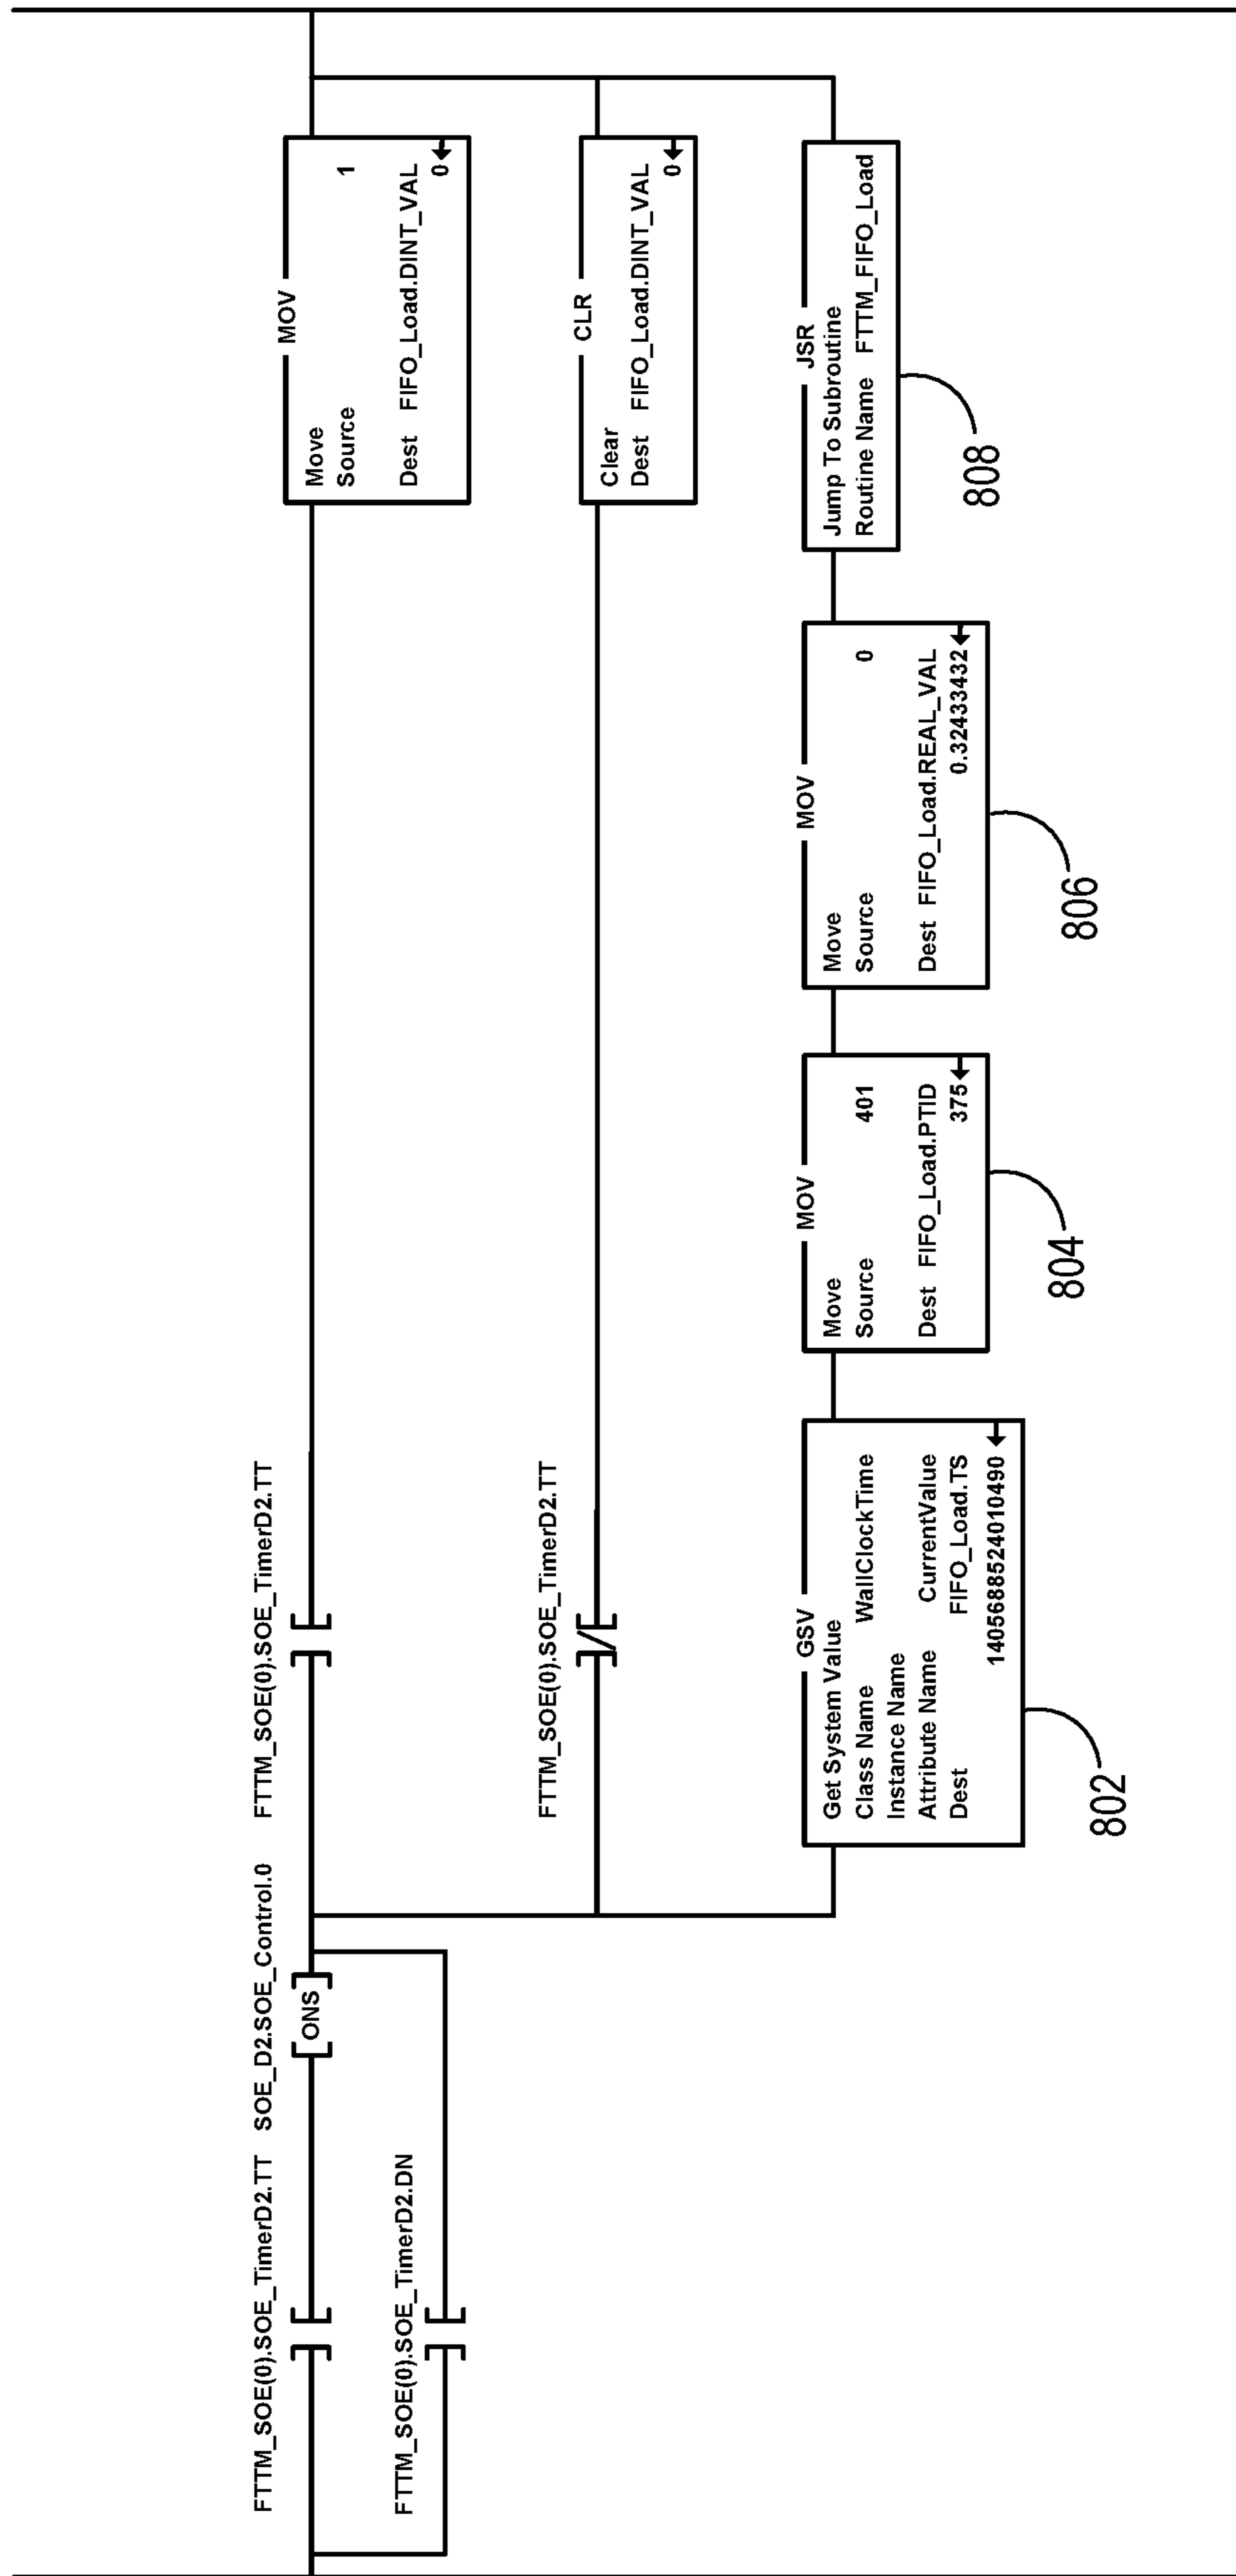 FTTM_SOE(0).SOE_TimerD2.TT SOE_D2.SOE_Control.0 FTTM_SOE(0).SOE_TimerD2.TT
ONS
MOV
Move
Source 1
Dest FIFO_Load.DINT_VAL
0
FTTM_SOE(0).SOE_TimerD2.DN
FTTM_SOE(0).SOE_TimerD2.TT
CLR
Clear
Dest FIFO_Load.DINT_VAL
0
GSV
Get System Value
Class Name WallClockTime
Instance Name
Attribute Name CurrentValue
Dest FIFO_Load.TS
1405688524010490
802
MOV
Move
Source 401
Dest FIFO_Load.PTID
375
804
MOV
Move
Source 0
Dest FIFO_Load.REAL_VAL
0.32433432
806
JSR
Jump To Subroutine
Routine Name FTTM_FIFO_Load
808